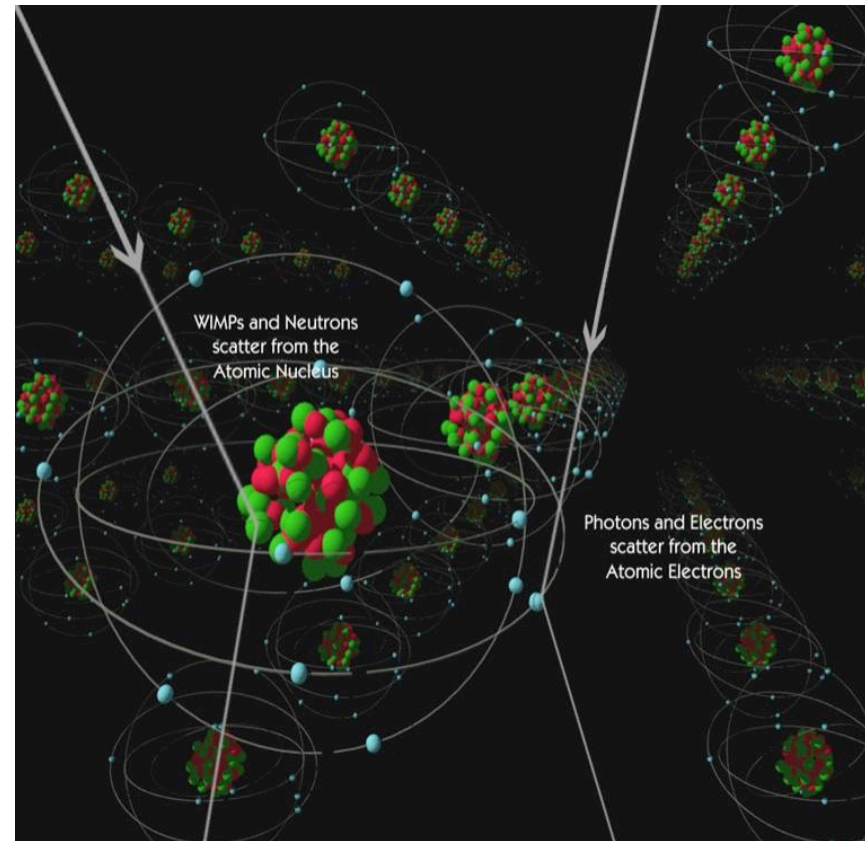 WIMPs and Neutrons
scatter from the
Atomic Nucleus
Photons and Electrons
scatter from the
Atomic Electrons